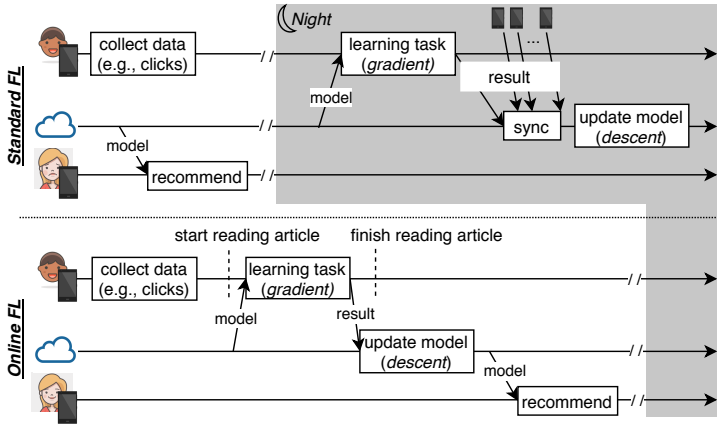 Night
collect data
(e.g., clicks)
learning task
(gradient)
...
result
model
Standard FL
sync
update model
(descent)
model
recommend
start reading article
finish reading article
collect data
(e.g., clicks)
learning task
(gradient)
model
result
Online FL
update model
(descent)
model
recommend